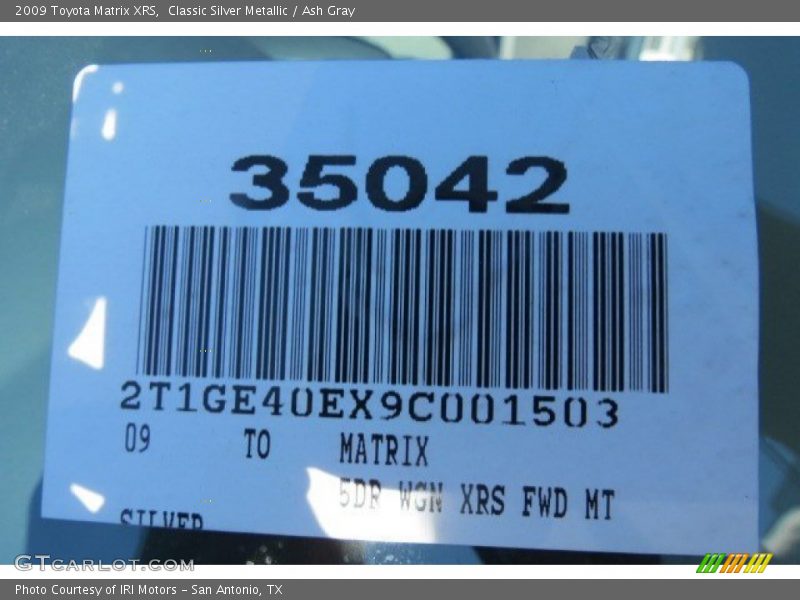 2009 Toyota Matrix XRS,  Classic Silver Metallic / Ash Gray
35042
2T1GE40EX9C001503
09 TO MATRIX
5DR WGN XRS FWD MT
SILVER
GTcarlot.com
Photo Courtesy of IRI Motors - San Antonio, TX